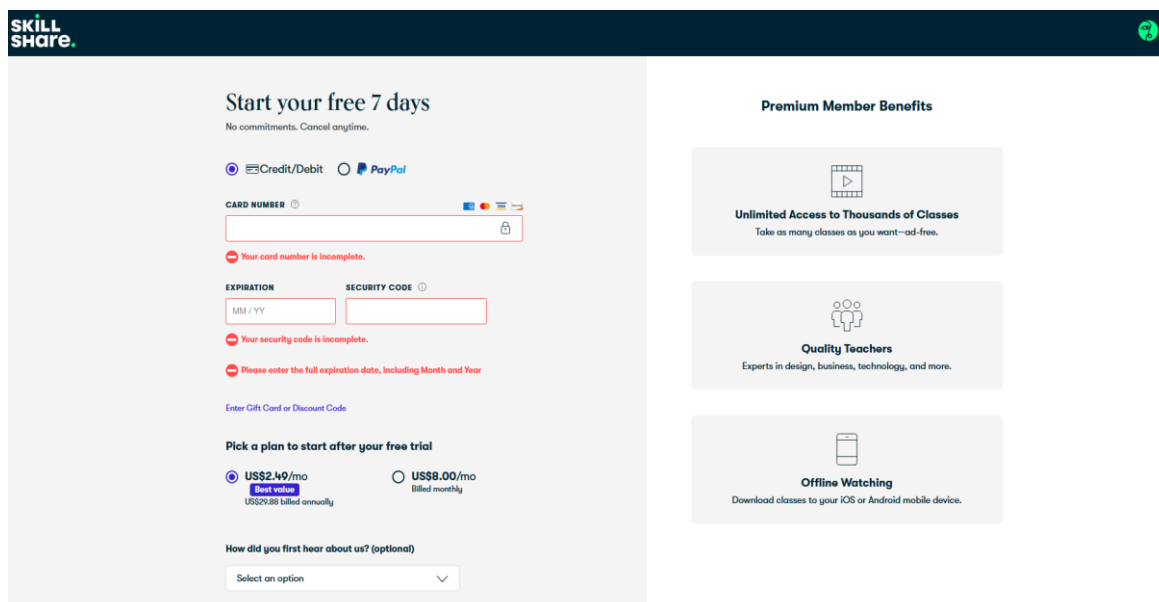 SKILL
SHare.
Start your free 7 days
No commitments. Cancel anytime.
Credit/Debit
PayPal
CARD NUMBER
Your card number is incomplete.
EXPIRATION
SECURITY CODE
MM / YY
Your security code is incomplete.
Please enter the full expiration date, including Month and Year
Enter Gift Card or Discount Code
Pick a plan to start after your free trial
US$2.49/mo
Best value
US$29.88 billed annually
US$8.00/mo
Billed monthly
How did you first hear about us? (optional)
Select an option
Premium Member Benefits
Unlimited Access to Thousands of Classes
Take as many classes as you want—ad-free.
Quality Teachers
Experts in design, business, technology, and more.
Offline Watching
Download classes to your iOS or Android mobile device.